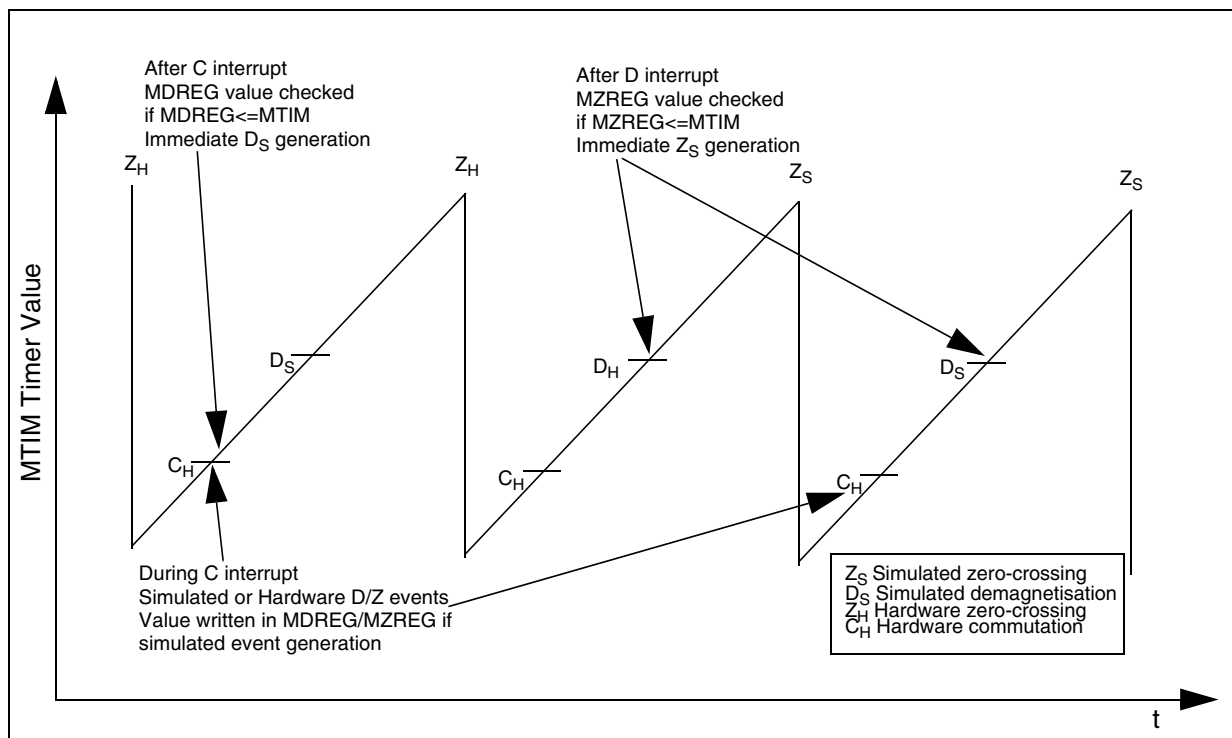 After C interrupt
MDREG value checked
if MDREG<=MTIM
Immediate DS generation
After D interrupt
MZREG value checked
if MZREG<=MTIM
Immediate ZS generation
ZH
ZH
ZS
ZS
MTIM Timer Value
DS
DH
DS
CH
CH
CH
During C interrupt
Simulated or Hardware D/Z events
Value written in MDREG/MZREG if
simulated event generation
ZS Simulated zero-crossing
DS Simulated demagnetisation
ZH Hardware zero-crossing
CH Hardware commutation
t